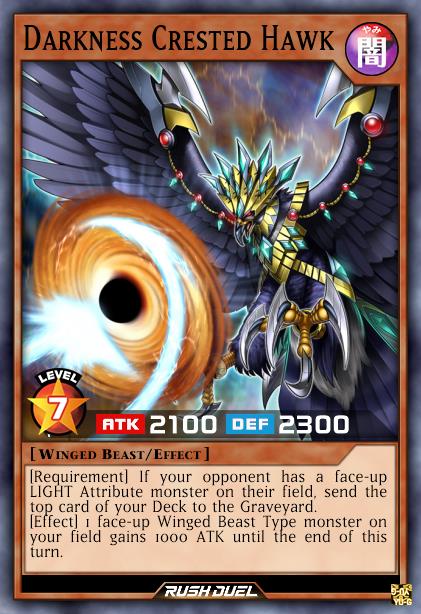 Darkness Crested Hawk
やみ
闇
LEVEL
7
ATK 2100 DEF 2300
[Winged Beast/Effect]
[Requirement] If your opponent has a face-up
LIGHT Attribute monster on their field, send the
top card of your Deck to the Graveyard.
[Effect] 1 face-up Winged Beast Type monster on
your field gains 1000 ATK until the end of this
turn.
RUSH DUEL